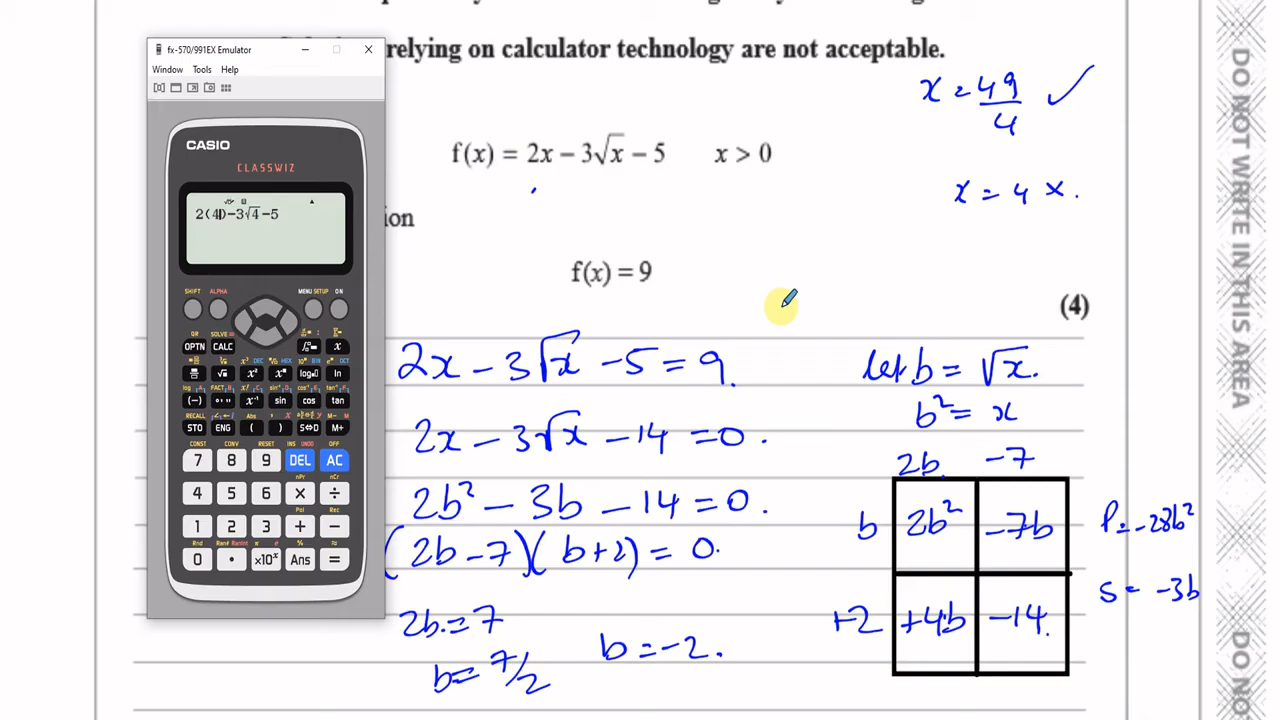 relying on calculator technology are not acceptable.
fx-570/991EX Emulator
Window Tools Help
CASIO
CLASSWIZ
2(4)−3√4−5
SHIFT ALPHA MENU SETUP ON
OPTN CALC x
log ln
(−) sin cos tan
STO ENG ( ) S⇔D M+
7 8 9 DEL AC
4 5 6 × ÷
1 2 3 + −
0 • ×10ˣ Ans =
x = 49/4 ✓
f(x) = 2x − 3√x − 5 x > 0
x = 4 ×.
ion
f(x) = 9
(4)
2x − 3√x − 5 = 9.
let b = √x.
b² = x
2x − 3√x − 14 = 0.
2b² − 3b − 14 = 0.
(2b − 7)(b + 2) = 0.
2b = 7
b = 7/2
b = −2.
2b −7
b 2b² −7b
+2 +4b −14.
P = −28b²
S = −3b
DO NOT WRITE IN THIS AREA
DO NO